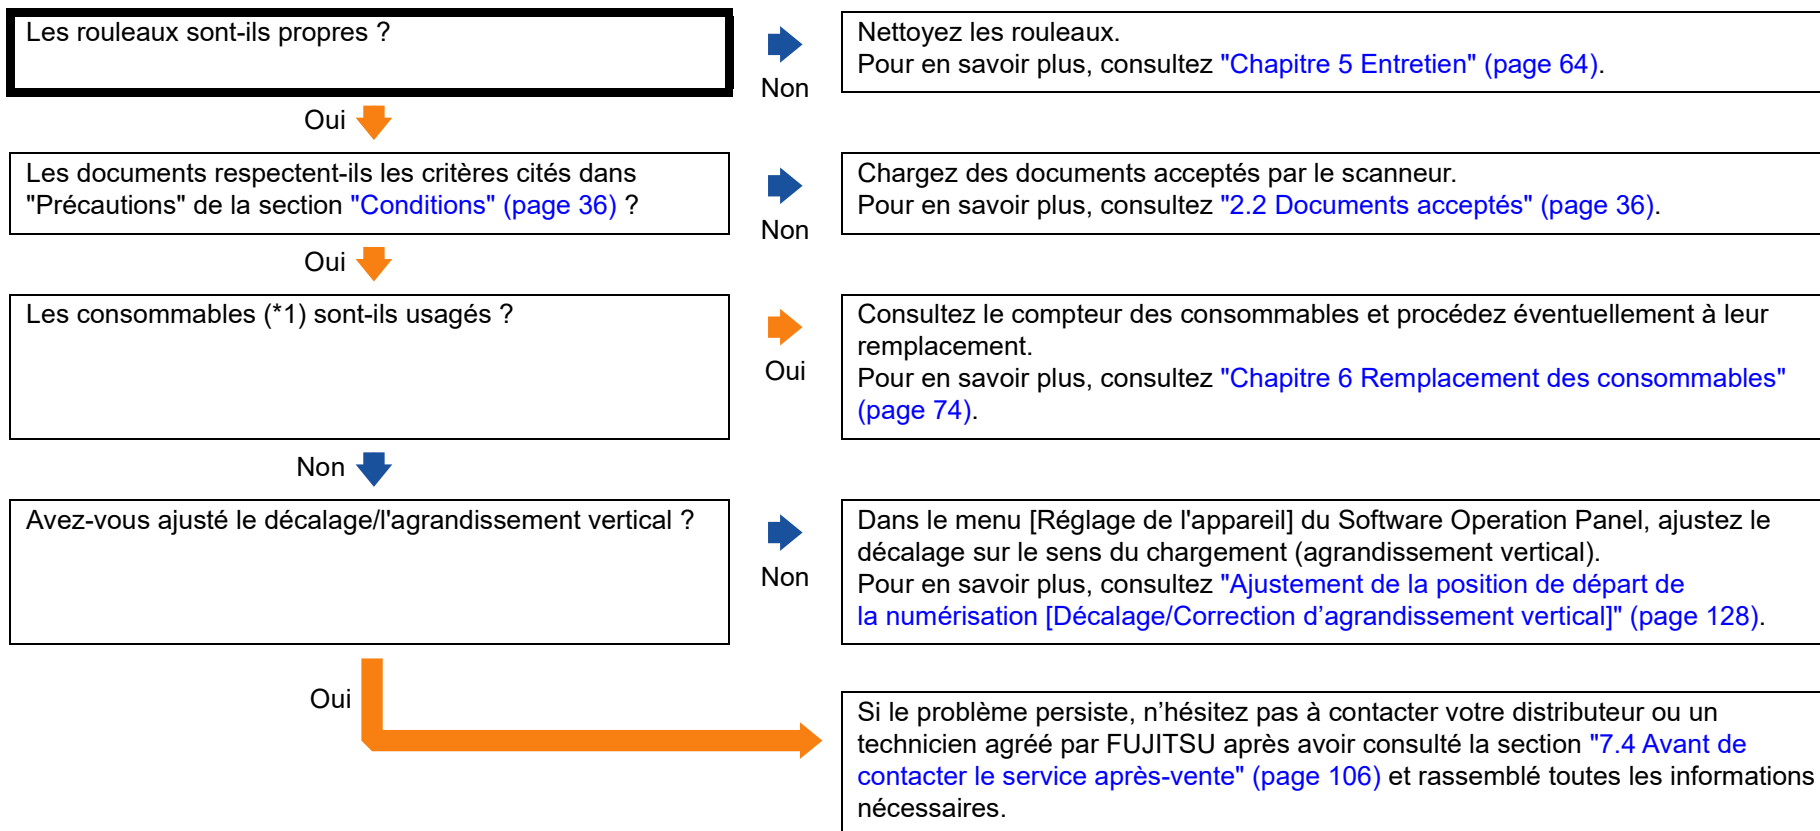 Les rouleaux sont-ils propres ?
Non
Nettoyez les rouleaux.
Pour en savoir plus, consultez "Chapitre 5 Entretien" (page 64).
Oui
Les documents respectent-ils les critères cités dans
"Précautions" de la section "Conditions" (page 36) ?
Non
Chargez des documents acceptés par le scanneur.
Pour en savoir plus, consultez "2.2 Documents acceptés" (page 36).
Oui
Les consommables (*1) sont-ils usagés ?
Oui
Consultez le compteur des consommables et procédez éventuellement à leur
remplacement.
Pour en savoir plus, consultez "Chapitre 6 Remplacement des consommables"
(page 74).
Non
Avez-vous ajusté le décalage/l'agrandissement vertical ?
Non
Dans le menu [Réglage de l'appareil] du Software Operation Panel, ajustez le
décalage sur le sens du chargement (agrandissement vertical).
Pour en savoir plus, consultez "Ajustement de la position de départ de
la numérisation [Décalage/Correction d’agrandissement vertical]" (page 128).
Oui
Si le problème persiste, n’hésitez pas à contacter votre distributeur ou un
technicien agréé par FUJITSU après avoir consulté la section "7.4 Avant de
contacter le service après-vente" (page 106) et rassemblé toutes les informations
nécessaires.